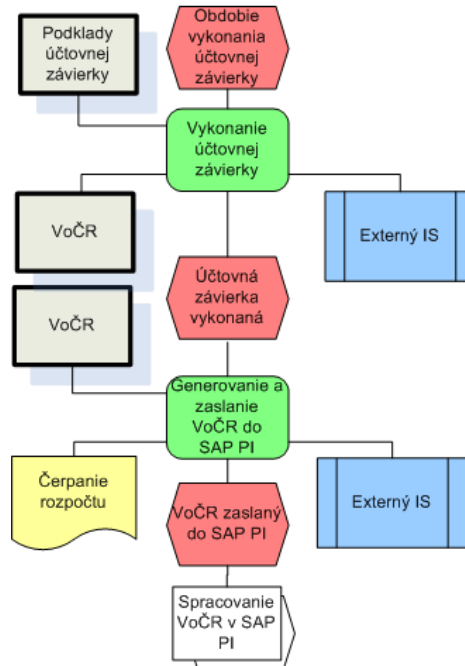 Podklady
účtovnej
závierky
Obdobie
vykonania
účtovnej
závierky
Vykonanie
účtovnej
závierky
VoČR
Externý IS
Účtovná
závierka
vykonaná
VoČR
Generovanie a
zaslanie
VoČR do
SAP PI
Čerpanie
rozpočtu
VoČR zaslaný
do SAP PI
Externý IS
Spracovanie
VoČR v SAP
PI